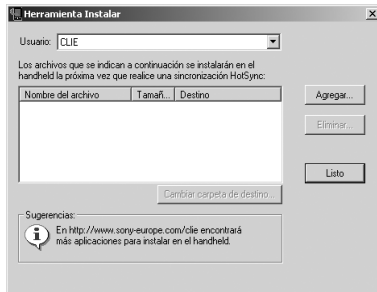 Herramienta Instalar
Usuario: CLIE
Los archivos que se indican a continuación se instalarán en el
handheld la próxima vez que realice una sincronización HotSync:
Nombre del archivo Tamañ... Destino
Agregar...
Eliminar...
Listo
Cambiar carpeta de destino...
Sugerencias:
En http://www.sony-europe.com/clie encontrará
más aplicaciones para instalar en el handheld.